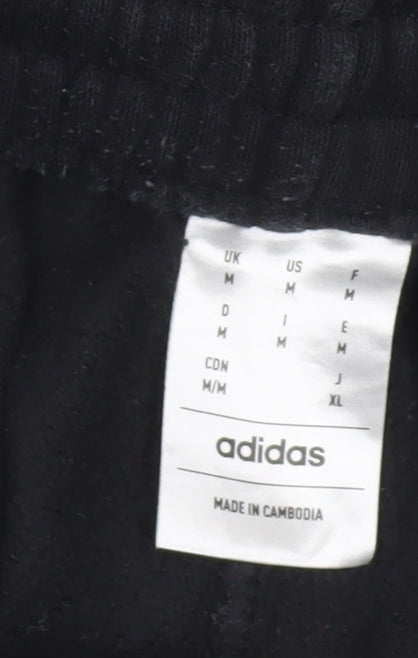 UK US F
M M M
D I E
M M M
CDN J
M/M XL
adidas
MADE IN CAMBODIA